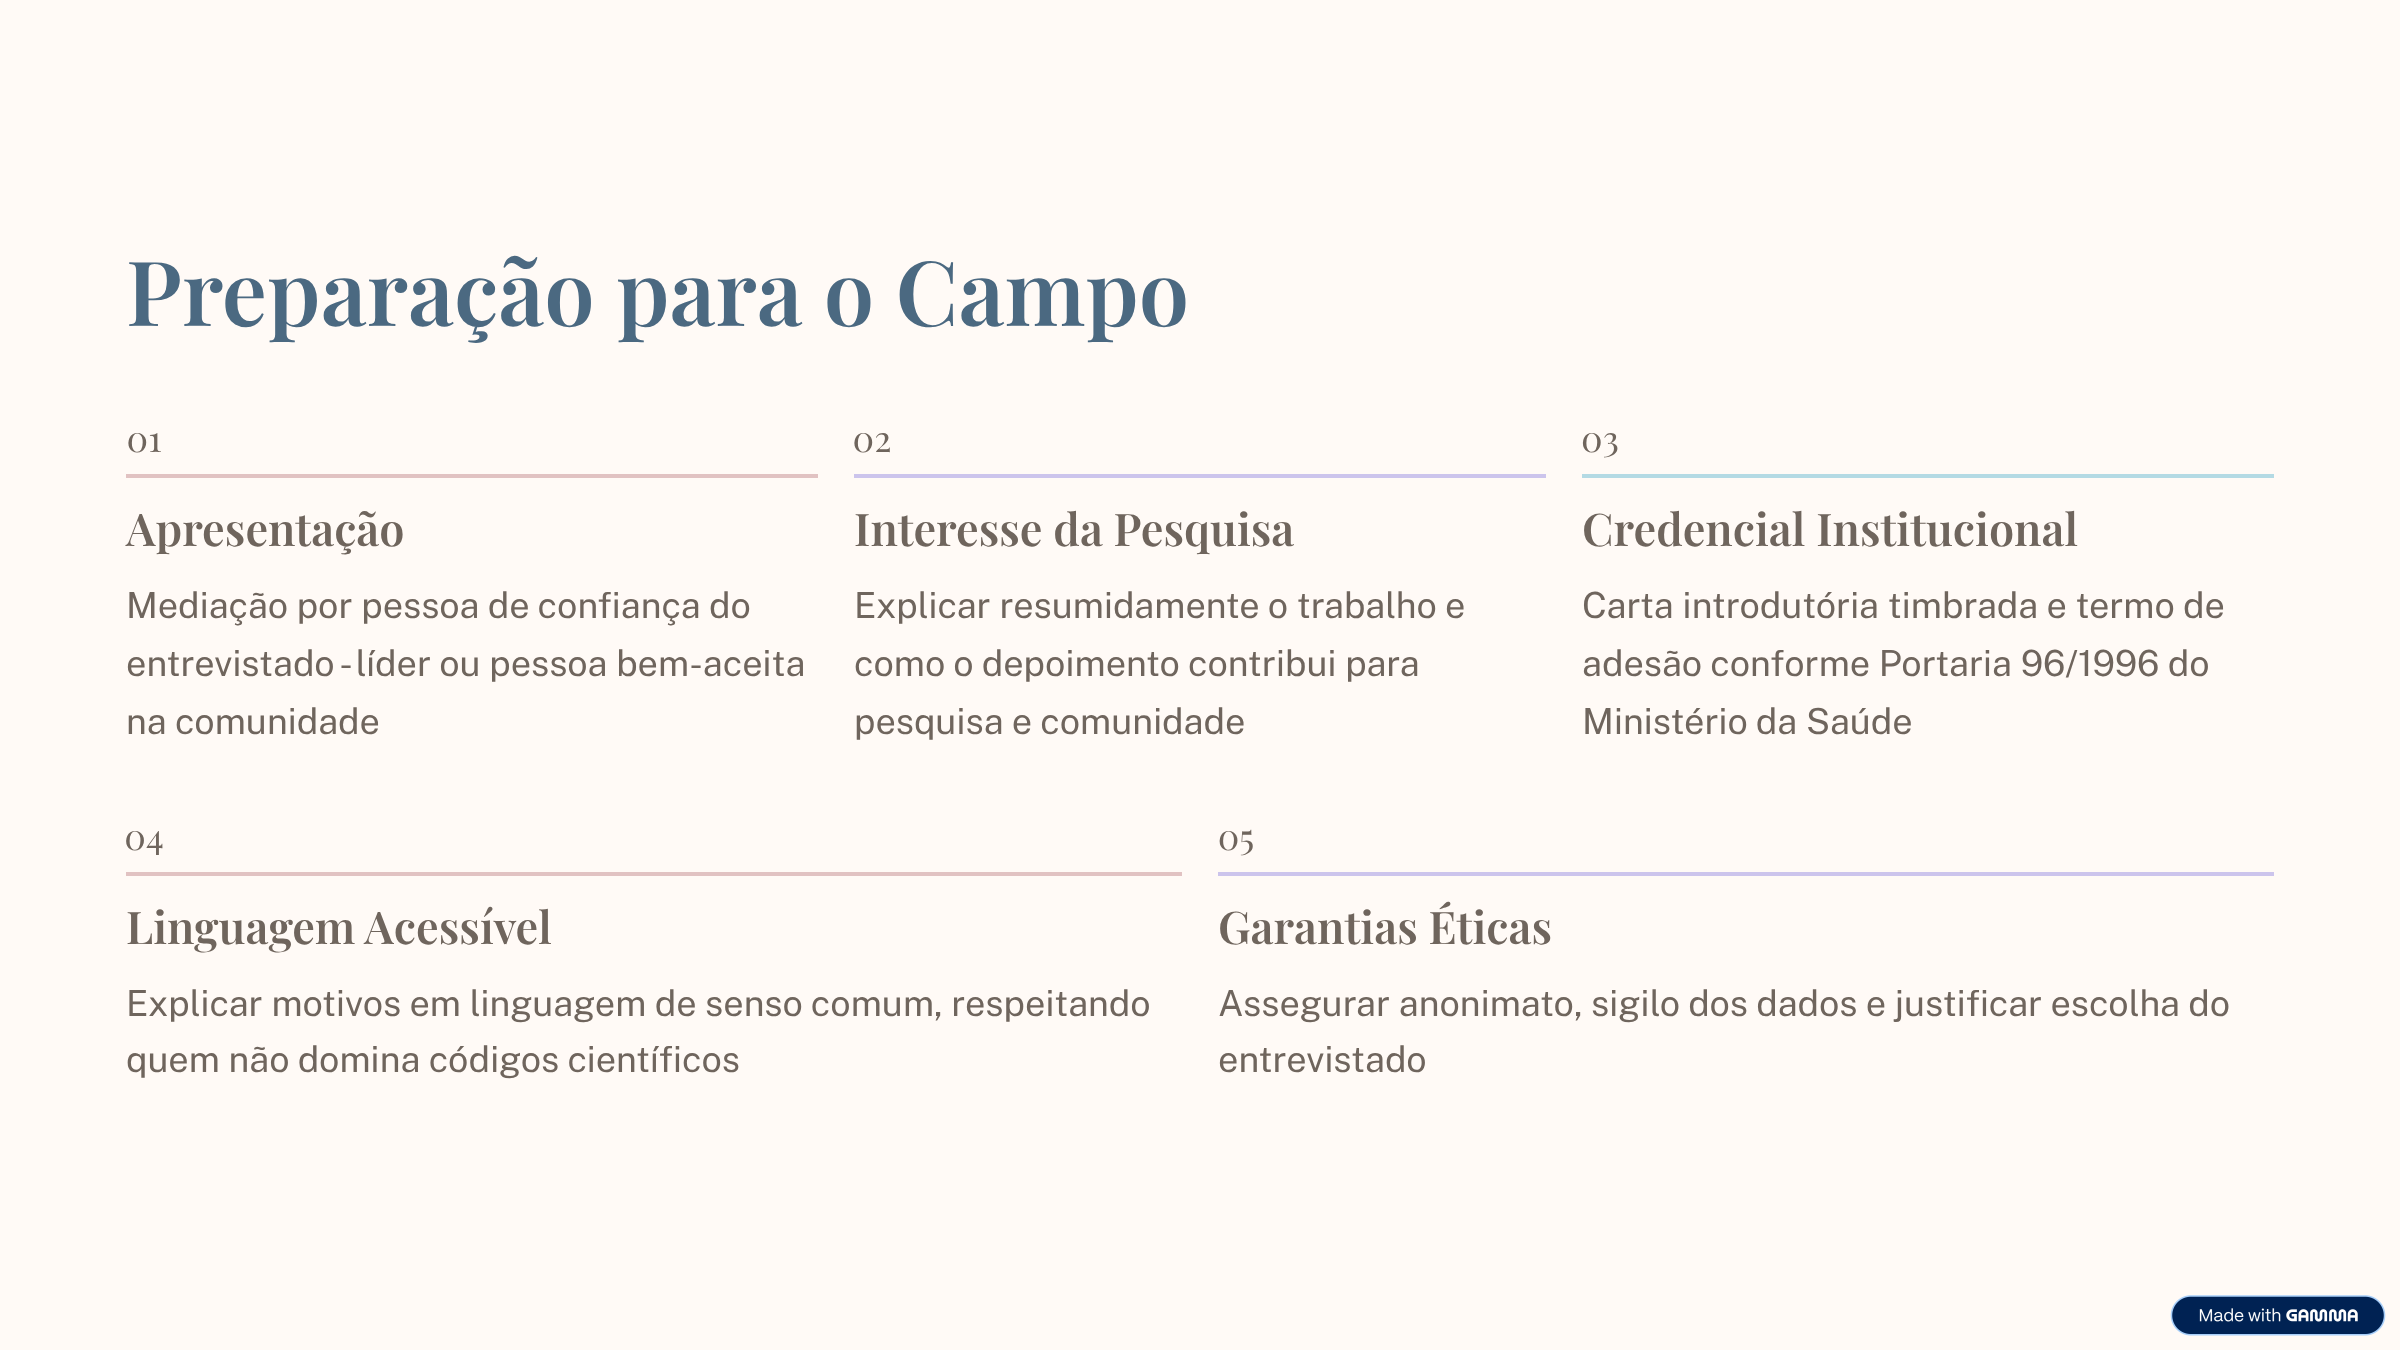 Preparação para o Campo
01
Apresentação
Mediação por pessoa de confiança do
entrevistado - líder ou pessoa bem-aceita
na comunidade
02
Interesse da Pesquisa
Explicar resumidamente o trabalho e
como o depoimento contribui para
pesquisa e comunidade
03
Credencial Institucional
Carta introdutória timbrada e termo de
adesão conforme Portaria 96/1996 do
Ministério da Saúde
04
Linguagem Acessível
Explicar motivos em linguagem de senso comum, respeitando
quem não domina códigos científicos
05
Garantias Éticas
Assegurar anonimato, sigilo dos dados e justificar escolha do
entrevistado
Made with GAMMA